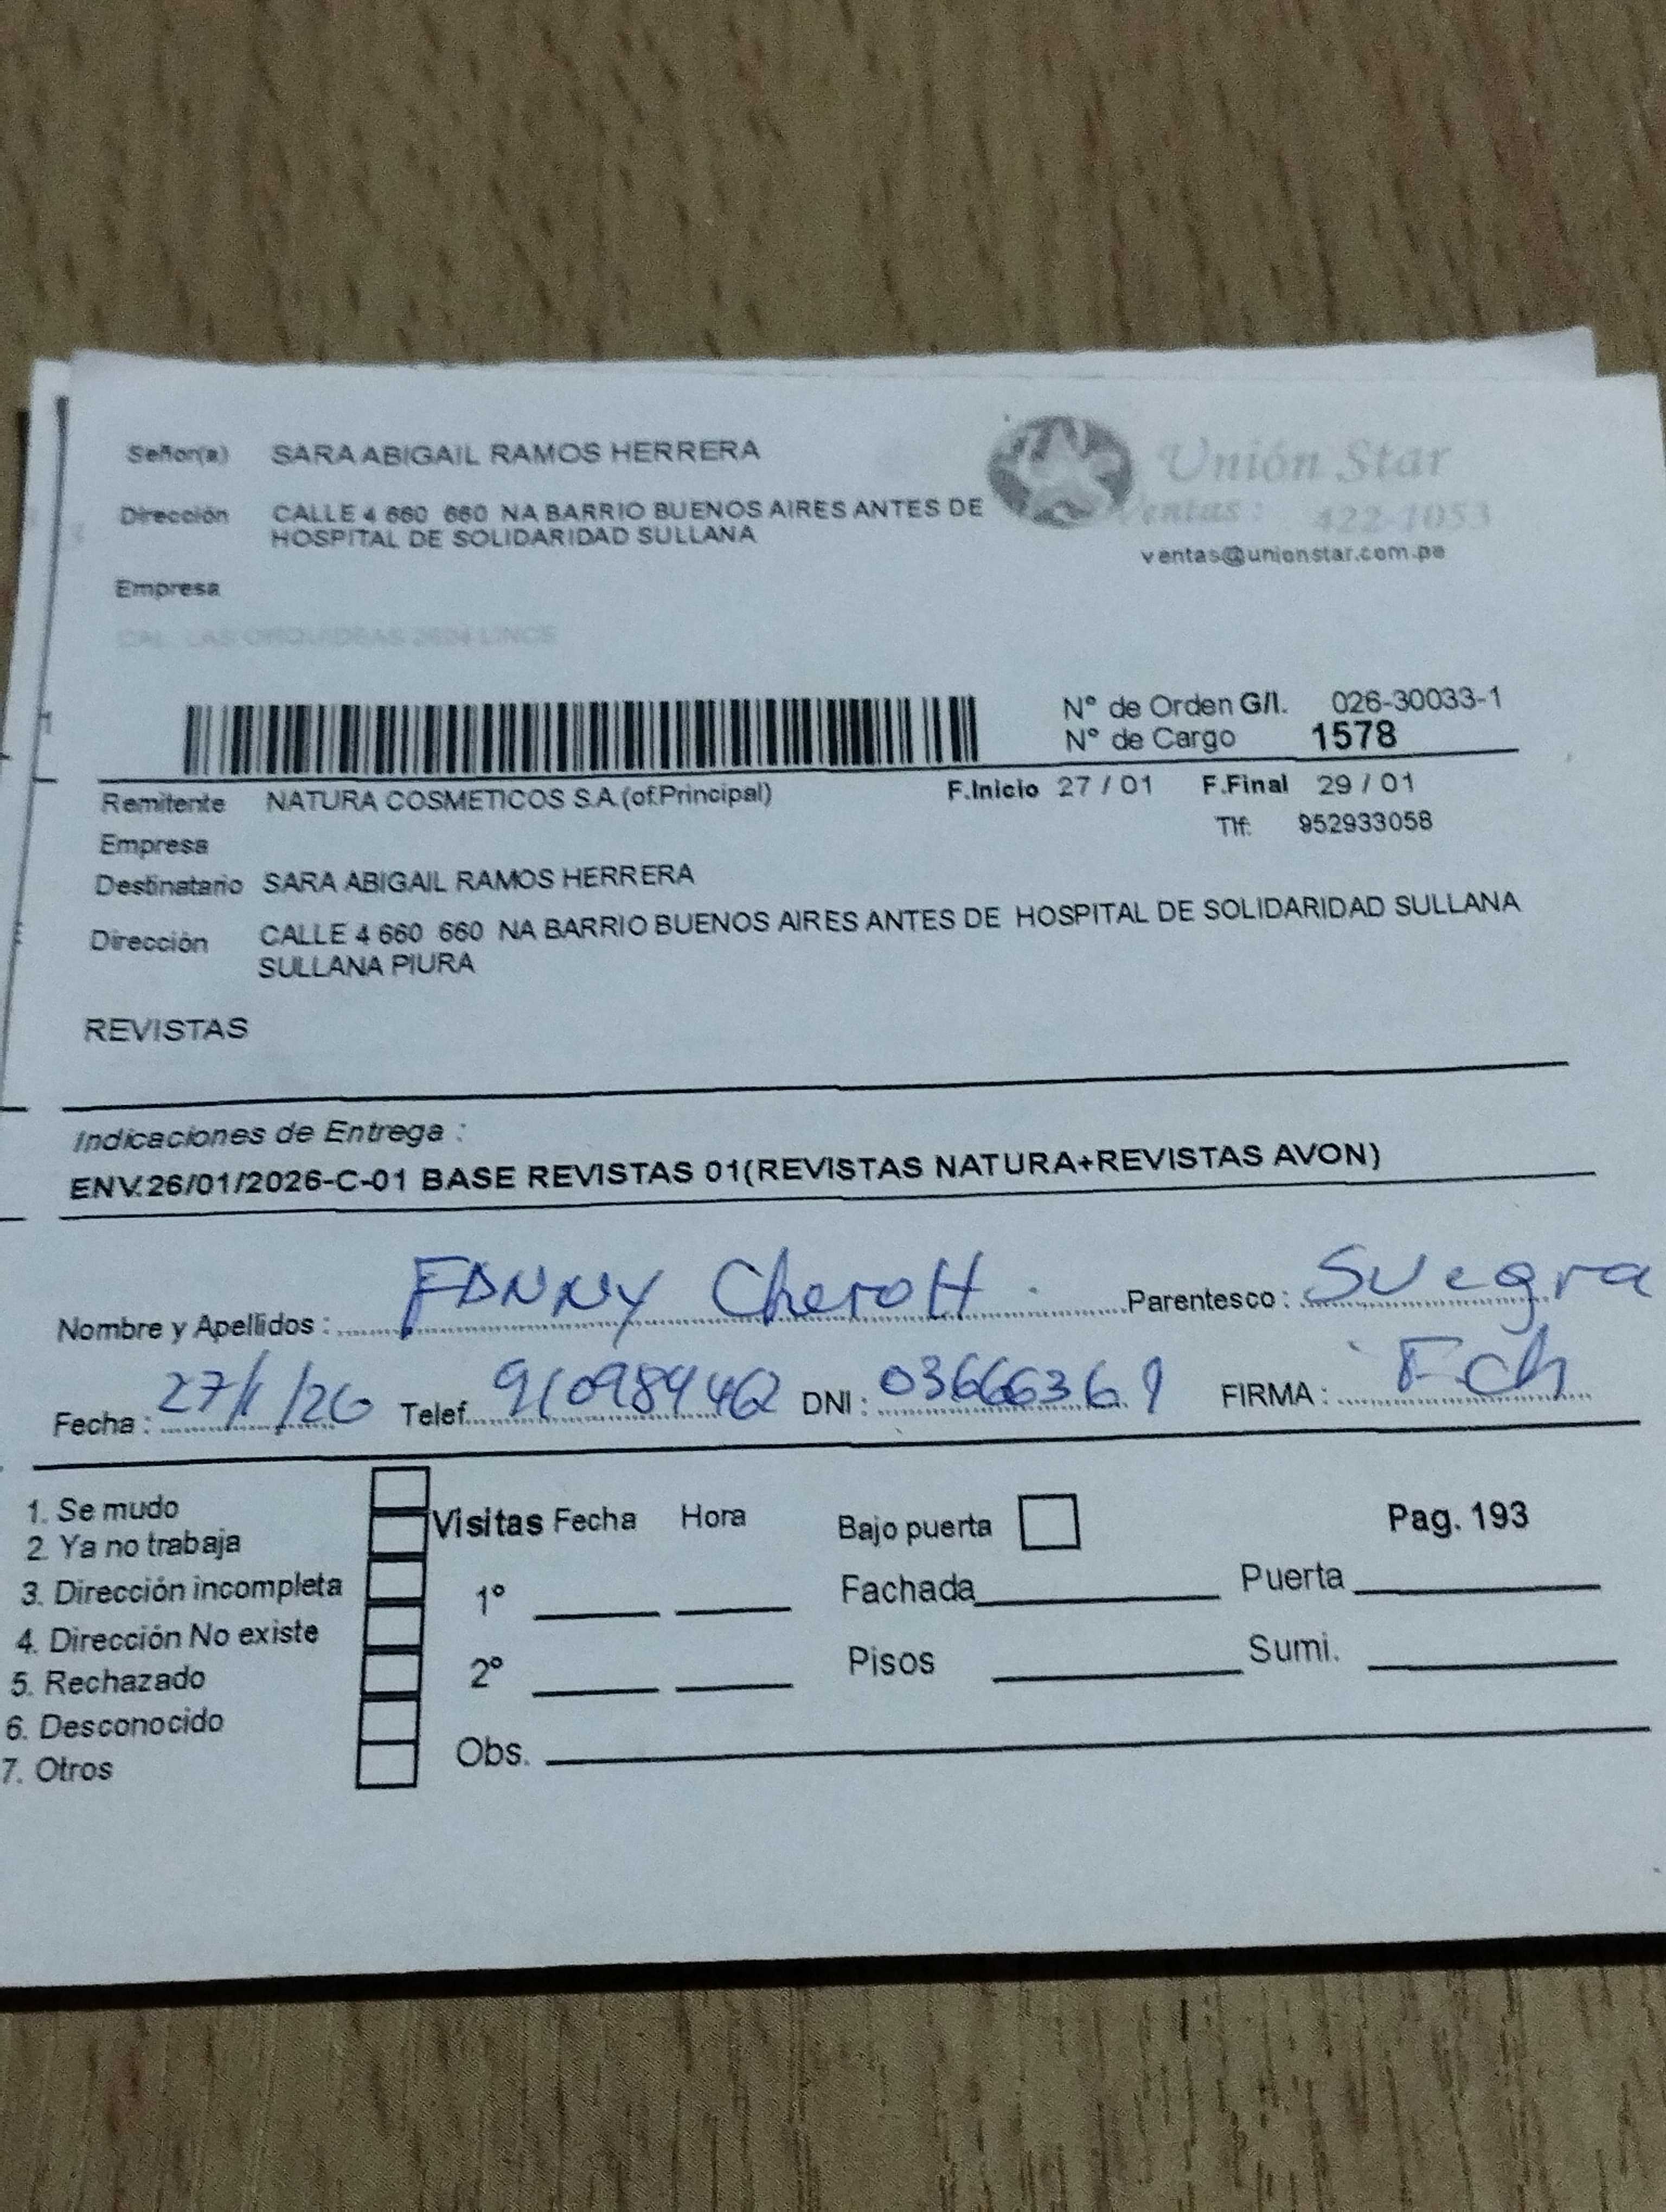 Señor(a) SARA ABIGAIL RAMOS HERRERA
Unión Star
Dirección CALLE 4 660 660 NA BARRIO BUENOS AIRES ANTES DE
HOSPITAL DE SOLIDARIDAD SULLANA
Ventas: 422-1053
ventas@unionstar.com.pe
Empresa
CAL. LAS ORQUIDEAS LINCE
N° de Orden G/I. 026-30033-1
N° de Cargo 1578
Remitente NATURA COSMETICOS S.A.(of.Principal) F.Inicio 27 / 01 F.Final 29 / 01
Empresa Tlf: 952933058
Destinatario SARA ABIGAIL RAMOS HERRERA
Dirección CALLE 4 660 660 NA BARRIO BUENOS AIRES ANTES DE HOSPITAL DE SOLIDARIDAD SULLANA
SULLANA PIURA
REVISTAS
Indicaciones de Entrega :
ENV.26/01/2026-C-01 BASE REVISTAS 01(REVISTAS NATURA+REVISTAS AVON)
Nombre y Apellidos : FANNY Parentesco : Suegra
Fecha : 27/1/26 Telef. 910989462 DNI : 03666369 FIRMA : FCh
1. Se mudo
2. Ya no trabaja
3. Dirección incompleta
4. Dirección No existe
5. Rechazado
6. Desconocido
7. Otros
Visitas Fecha Hora
1°
2°
Obs.
Bajo puerta Pag. 193
Fachada Puerta
Pisos Sumi.